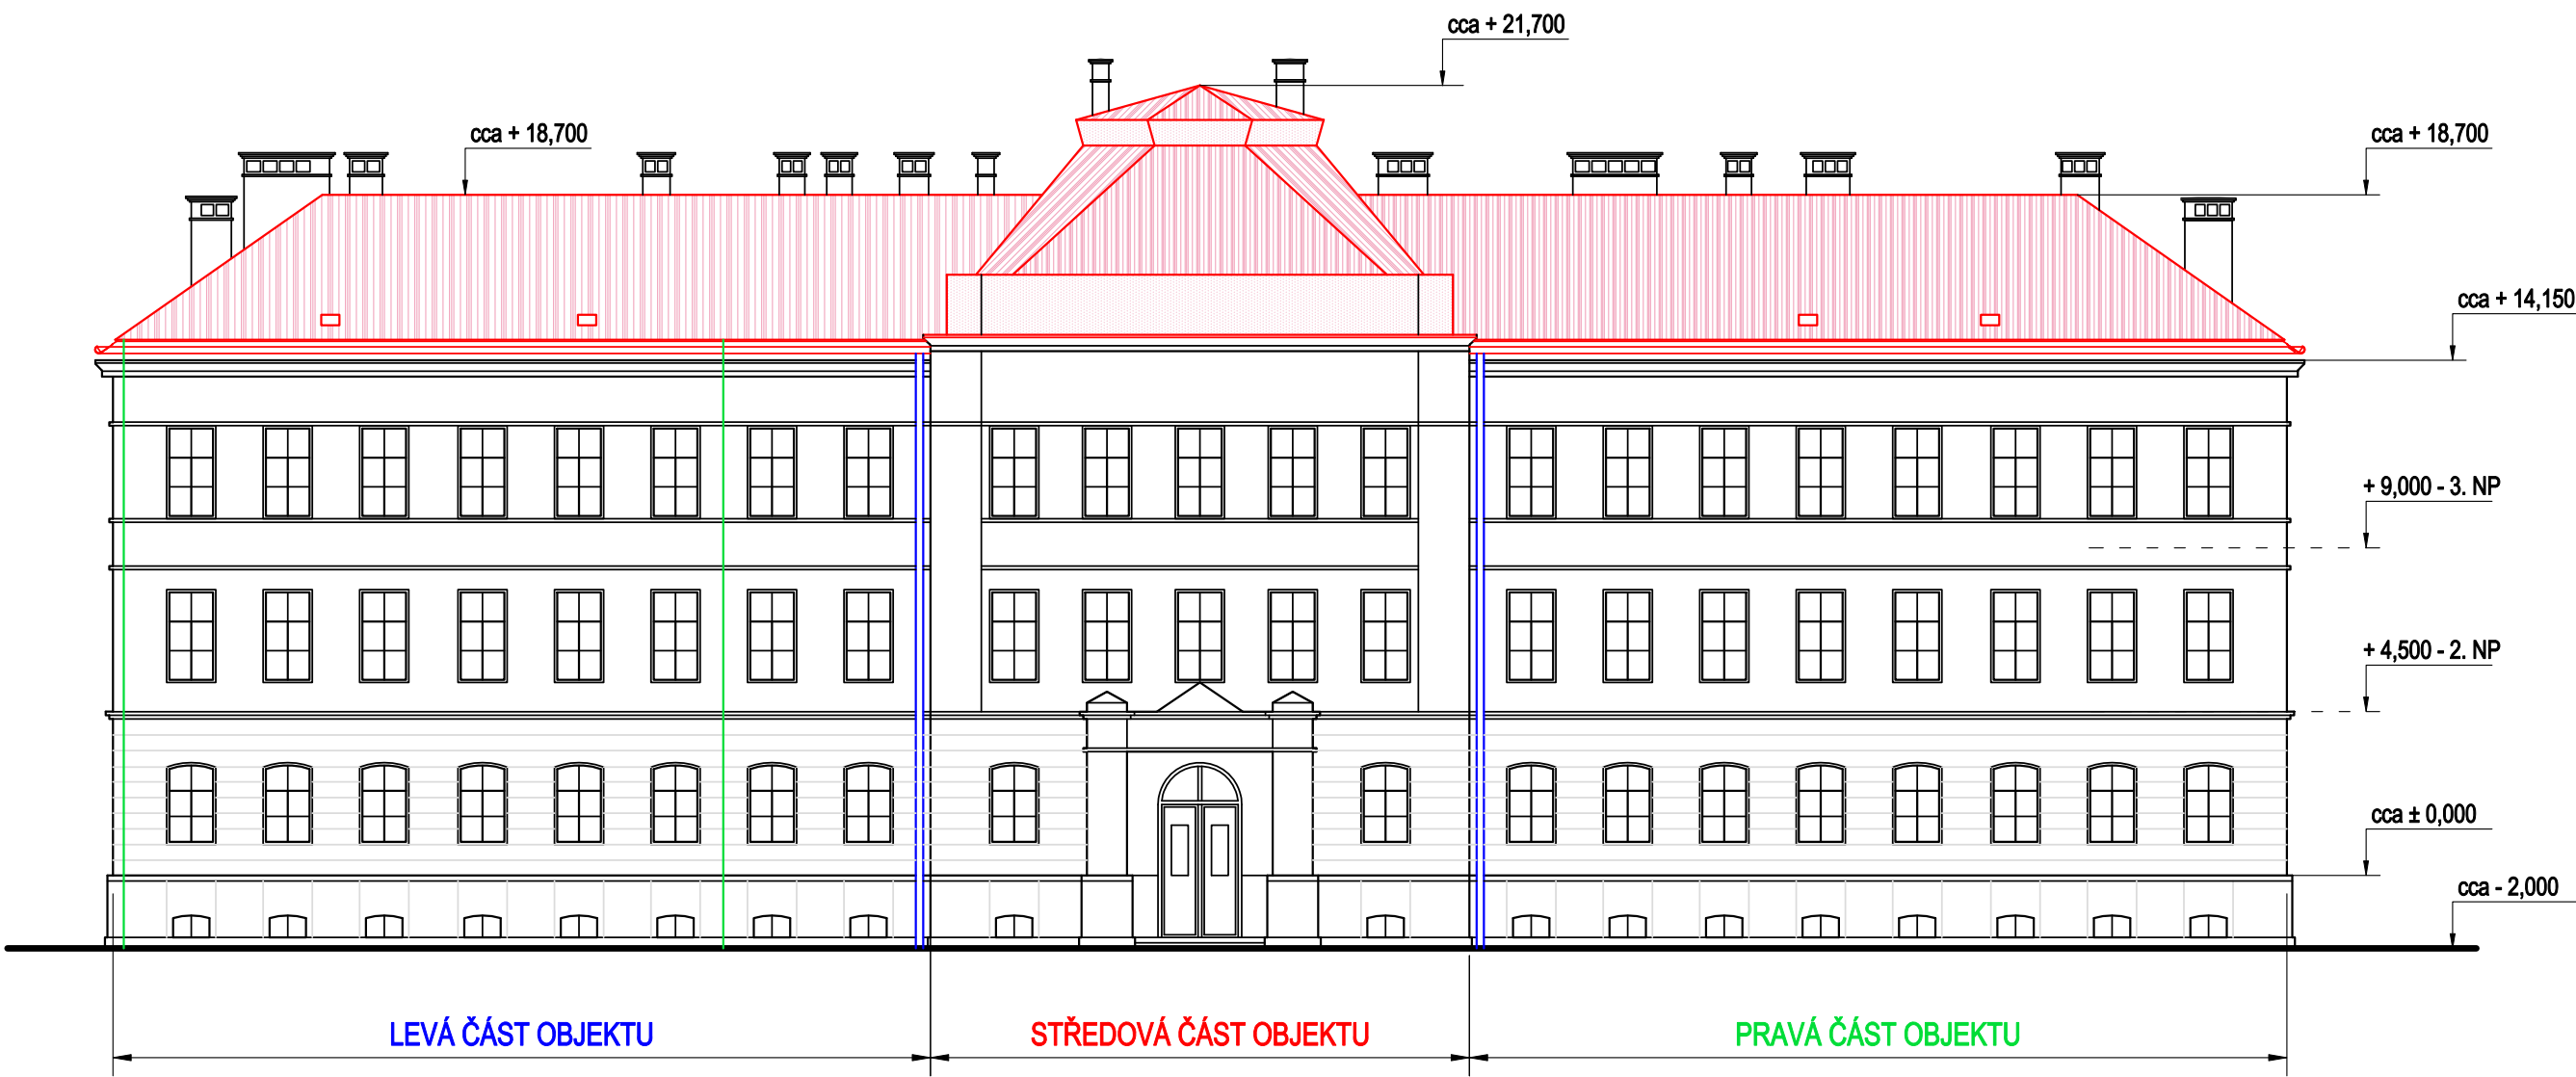 cca + 21,700
cca + 18,700
cca + 18,700
cca + 14,150
+ 9,000 - 3. NP
+ 4,500 - 2. NP
cca ± 0,000
cca - 2,000
LEVÁ ČÁST OBJEKTU
STŘEDOVÁ ČÁST OBJEKTU
PRAVÁ ČÁST OBJEKTU